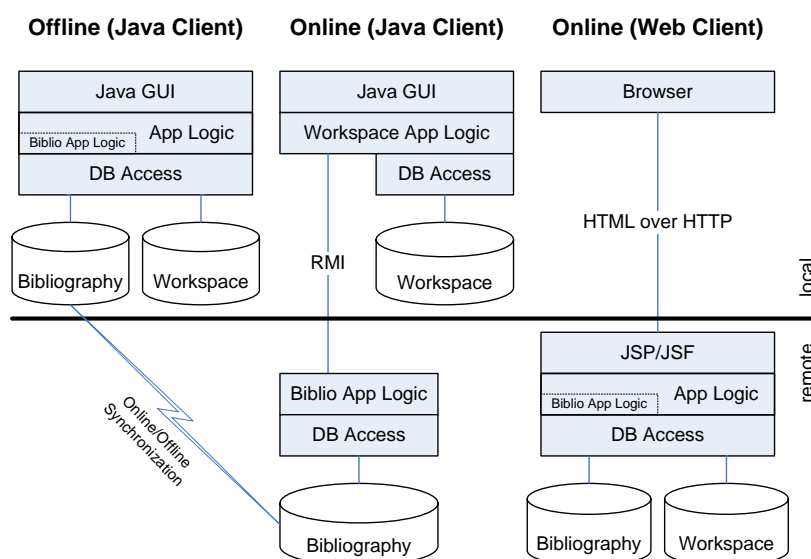 Offline (Java Client)
Online (Java Client)
Online (Web Client)
Java GUI
App Logic
Biblio App Logic
DB Access
Bibliography
Workspace
Java GUI
Workspace App Logic
DB Access
RMI
Workspace
Browser
HTML over HTTP
local
remote
Online/Offline
Synchronization
Biblio App Logic
DB Access
Bibliography
JSP/JSF
App Logic
Biblio App Logic
DB Access
Bibliography
Workspace